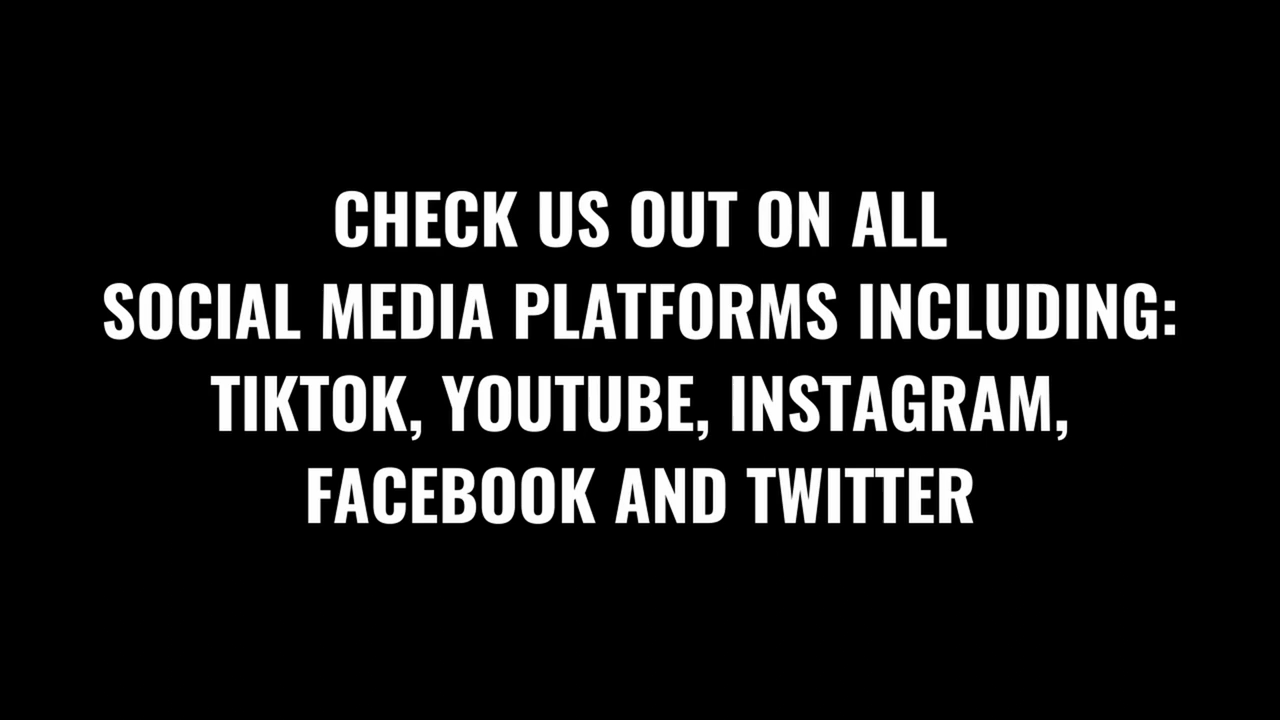 CHECK US OUT ON ALL
SOCIAL MEDIA PLATFORMS INCLUDING:
TIKTOK, YOUTUBE, INSTAGRAM,
FACEBOOK AND TWITTER